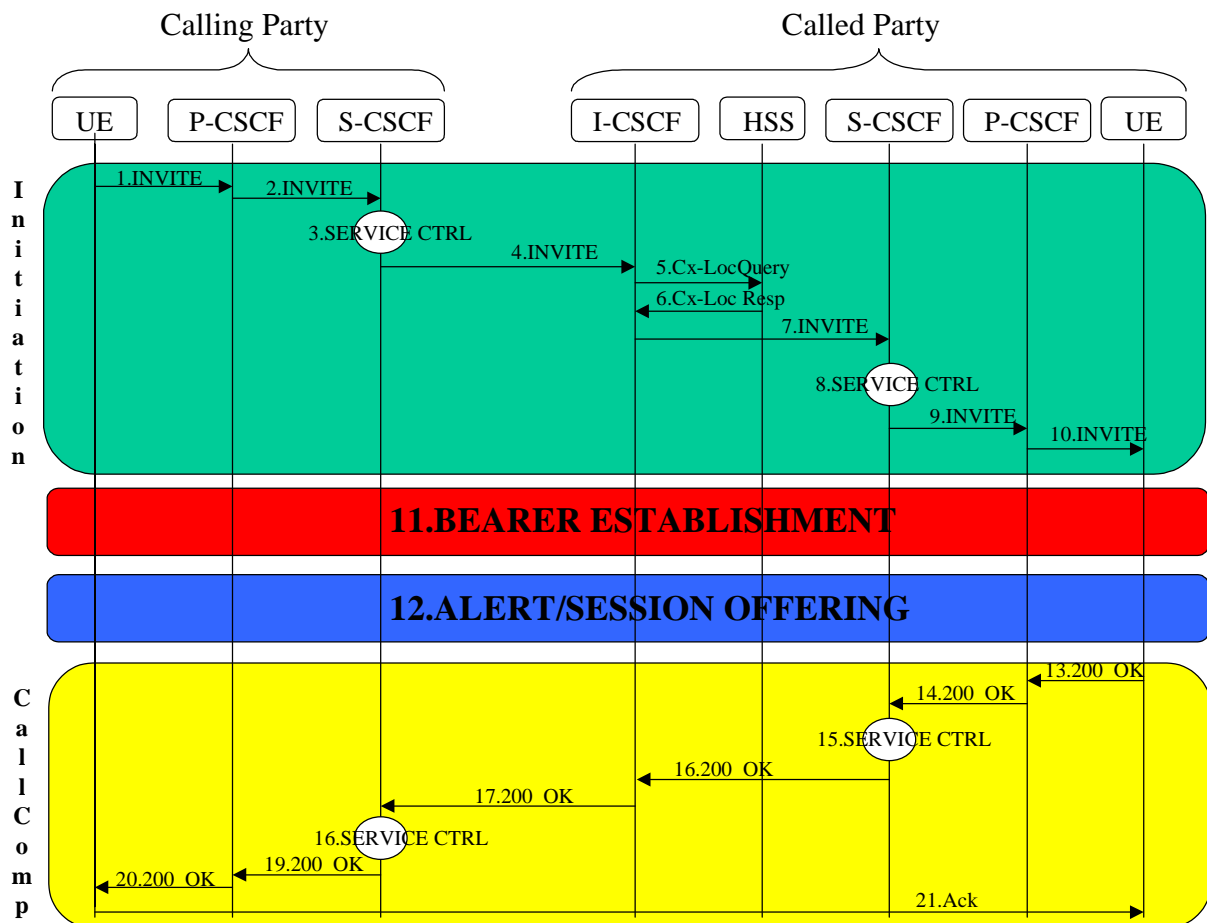 Calling Party
Called Party
UE
P-CSCF
S-CSCF
I-CSCF
HSS
S-CSCF
P-CSCF
UE
Initiation
1.INVITE
2.INVITE
3.SERVICE CTRL
4.INVITE
5.Cx-LocQuery
6.Cx-Loc Resp
7.INVITE
8.SERVICE CTRL
9.INVITE
10.INVITE
11.BEARER ESTABLISHMENT
12.ALERT/SESSION OFFERING
CallComp
13.200 OK
14.200 OK
15.SERVICE CTRL
16.200 OK
17.200 OK
16.SERVICE CTRL
19.200 OK
20.200 OK
21.Ack